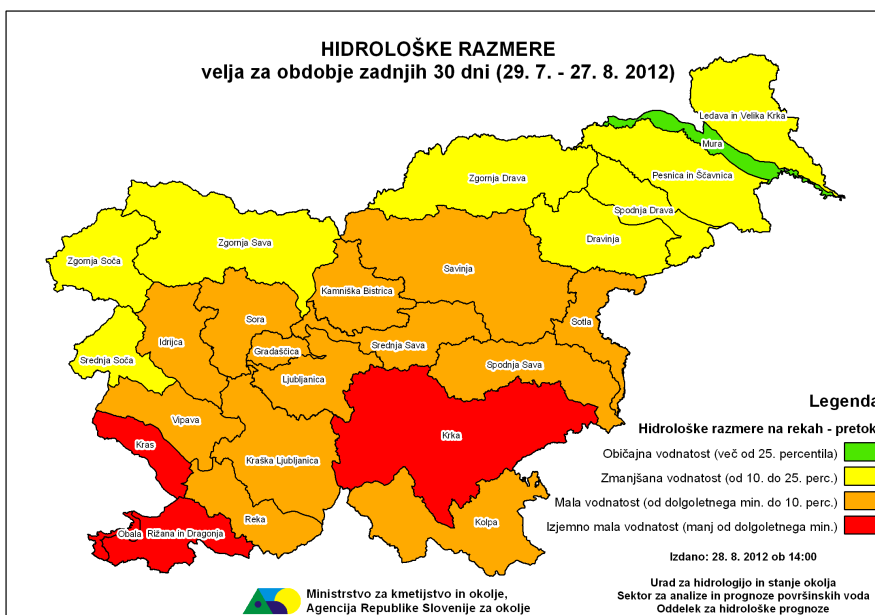 HIDROLOŠKE RAZMERE
velja za obdobje zadnjih 30 dni (29. 7. - 27. 8. 2012)
Ledava in Velika Krka
Mura
Pesnica in Ščavnica
Zgornja Drava
Spodnja Drava
Dravinja
Zgornja Sava
Zgornja Soča
Savinja
Kamniška Bistrica
Sora
Sotla
Idrijca
Gradaščica
Srednja Sava
Srednja Soča
Spodnja Sava
Ljubljanica
Vipava
Krka
Kras
Kraška Ljubljanica
Reka
Kolpa
Obala
Rižana in Dragonja
Legenda
Hidrološke razmere na rekah - pretok
Običajna vodnatost (več od 25. percentila)
Zmanjšana vodnatost (od 10. do 25. perc.)
Mala vodnatost (od dolgoletnega min. do 10. perc.)
Izjemno mala vodnatost (manj od dolgoletnega min.)
Izdano: 28. 8. 2012 ob 14:00
Ministrstvo za kmetijstvo in okolje,
Agencija Republike Slovenije za okolje
Urad za hidrologijo in stanje okolja
Sektor za analize in prognoze površinskih voda
Oddelek za hidrološke prognoze